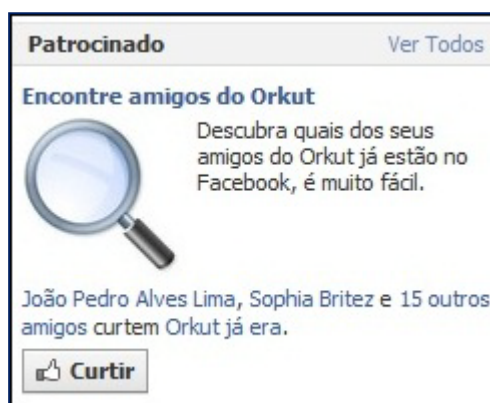 Patrocinado Ver Todos
Encontre amigos do Orkut
Descubra quais dos seus
amigos do Orkut já estão no
Facebook, é muito fácil.
João Pedro Alves Lima, Sophia Britez e 15 outros
amigos curtem Orkut já era.
Curtir